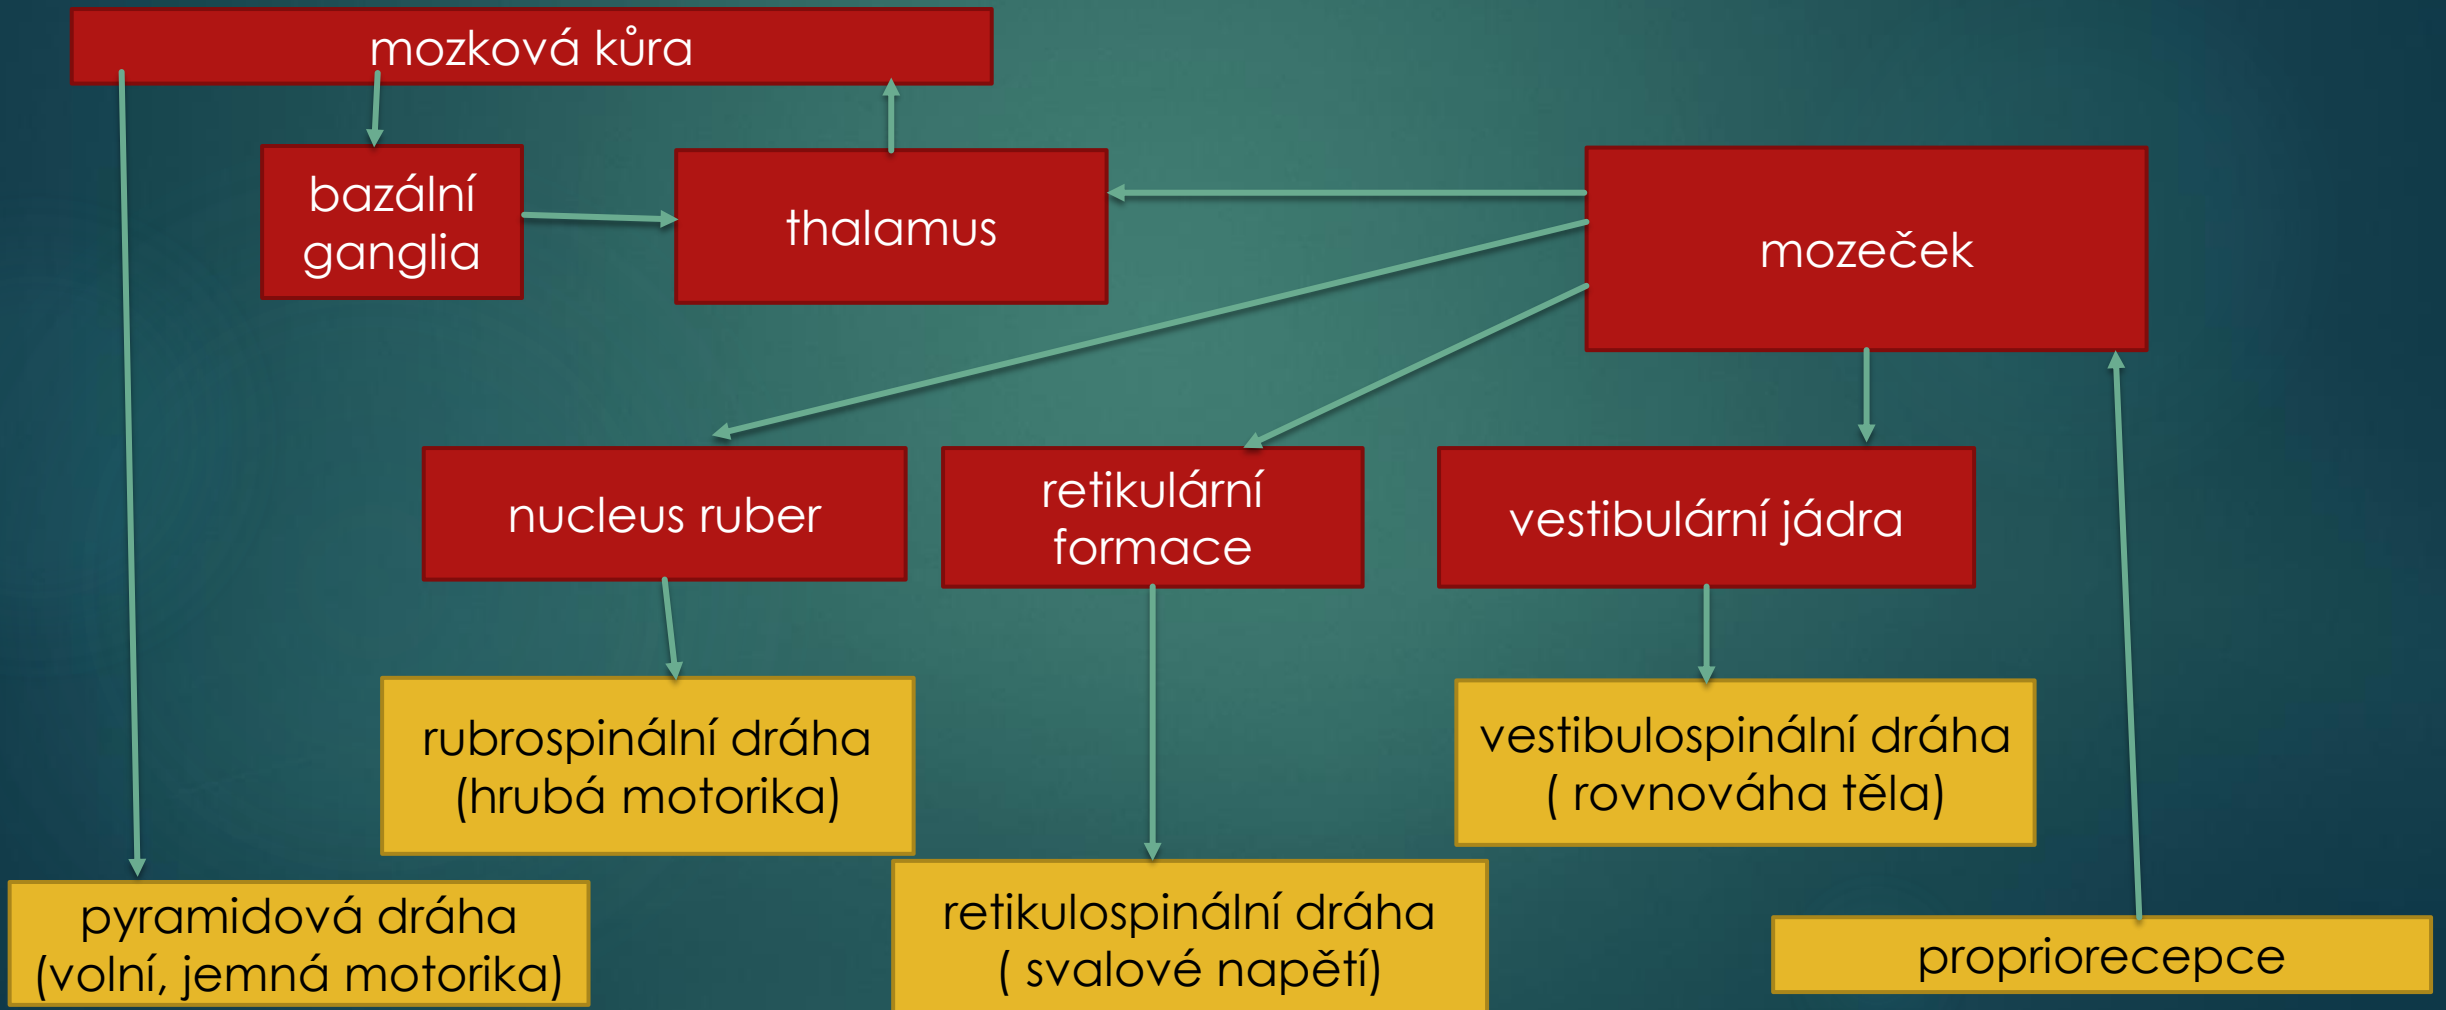 mozková kůra
bazální
ganglia
thalamus
mozeček
nucleus ruber
retikulární
formace
vestibulární jádra
rubrospinální dráha
(hrubá motorika)
vestibulospinální dráha
( rovnováha těla)
pyramidová dráha
(volní, jemná motorika)
retikulospinální dráha
( svalové napětí)
propriorecepce